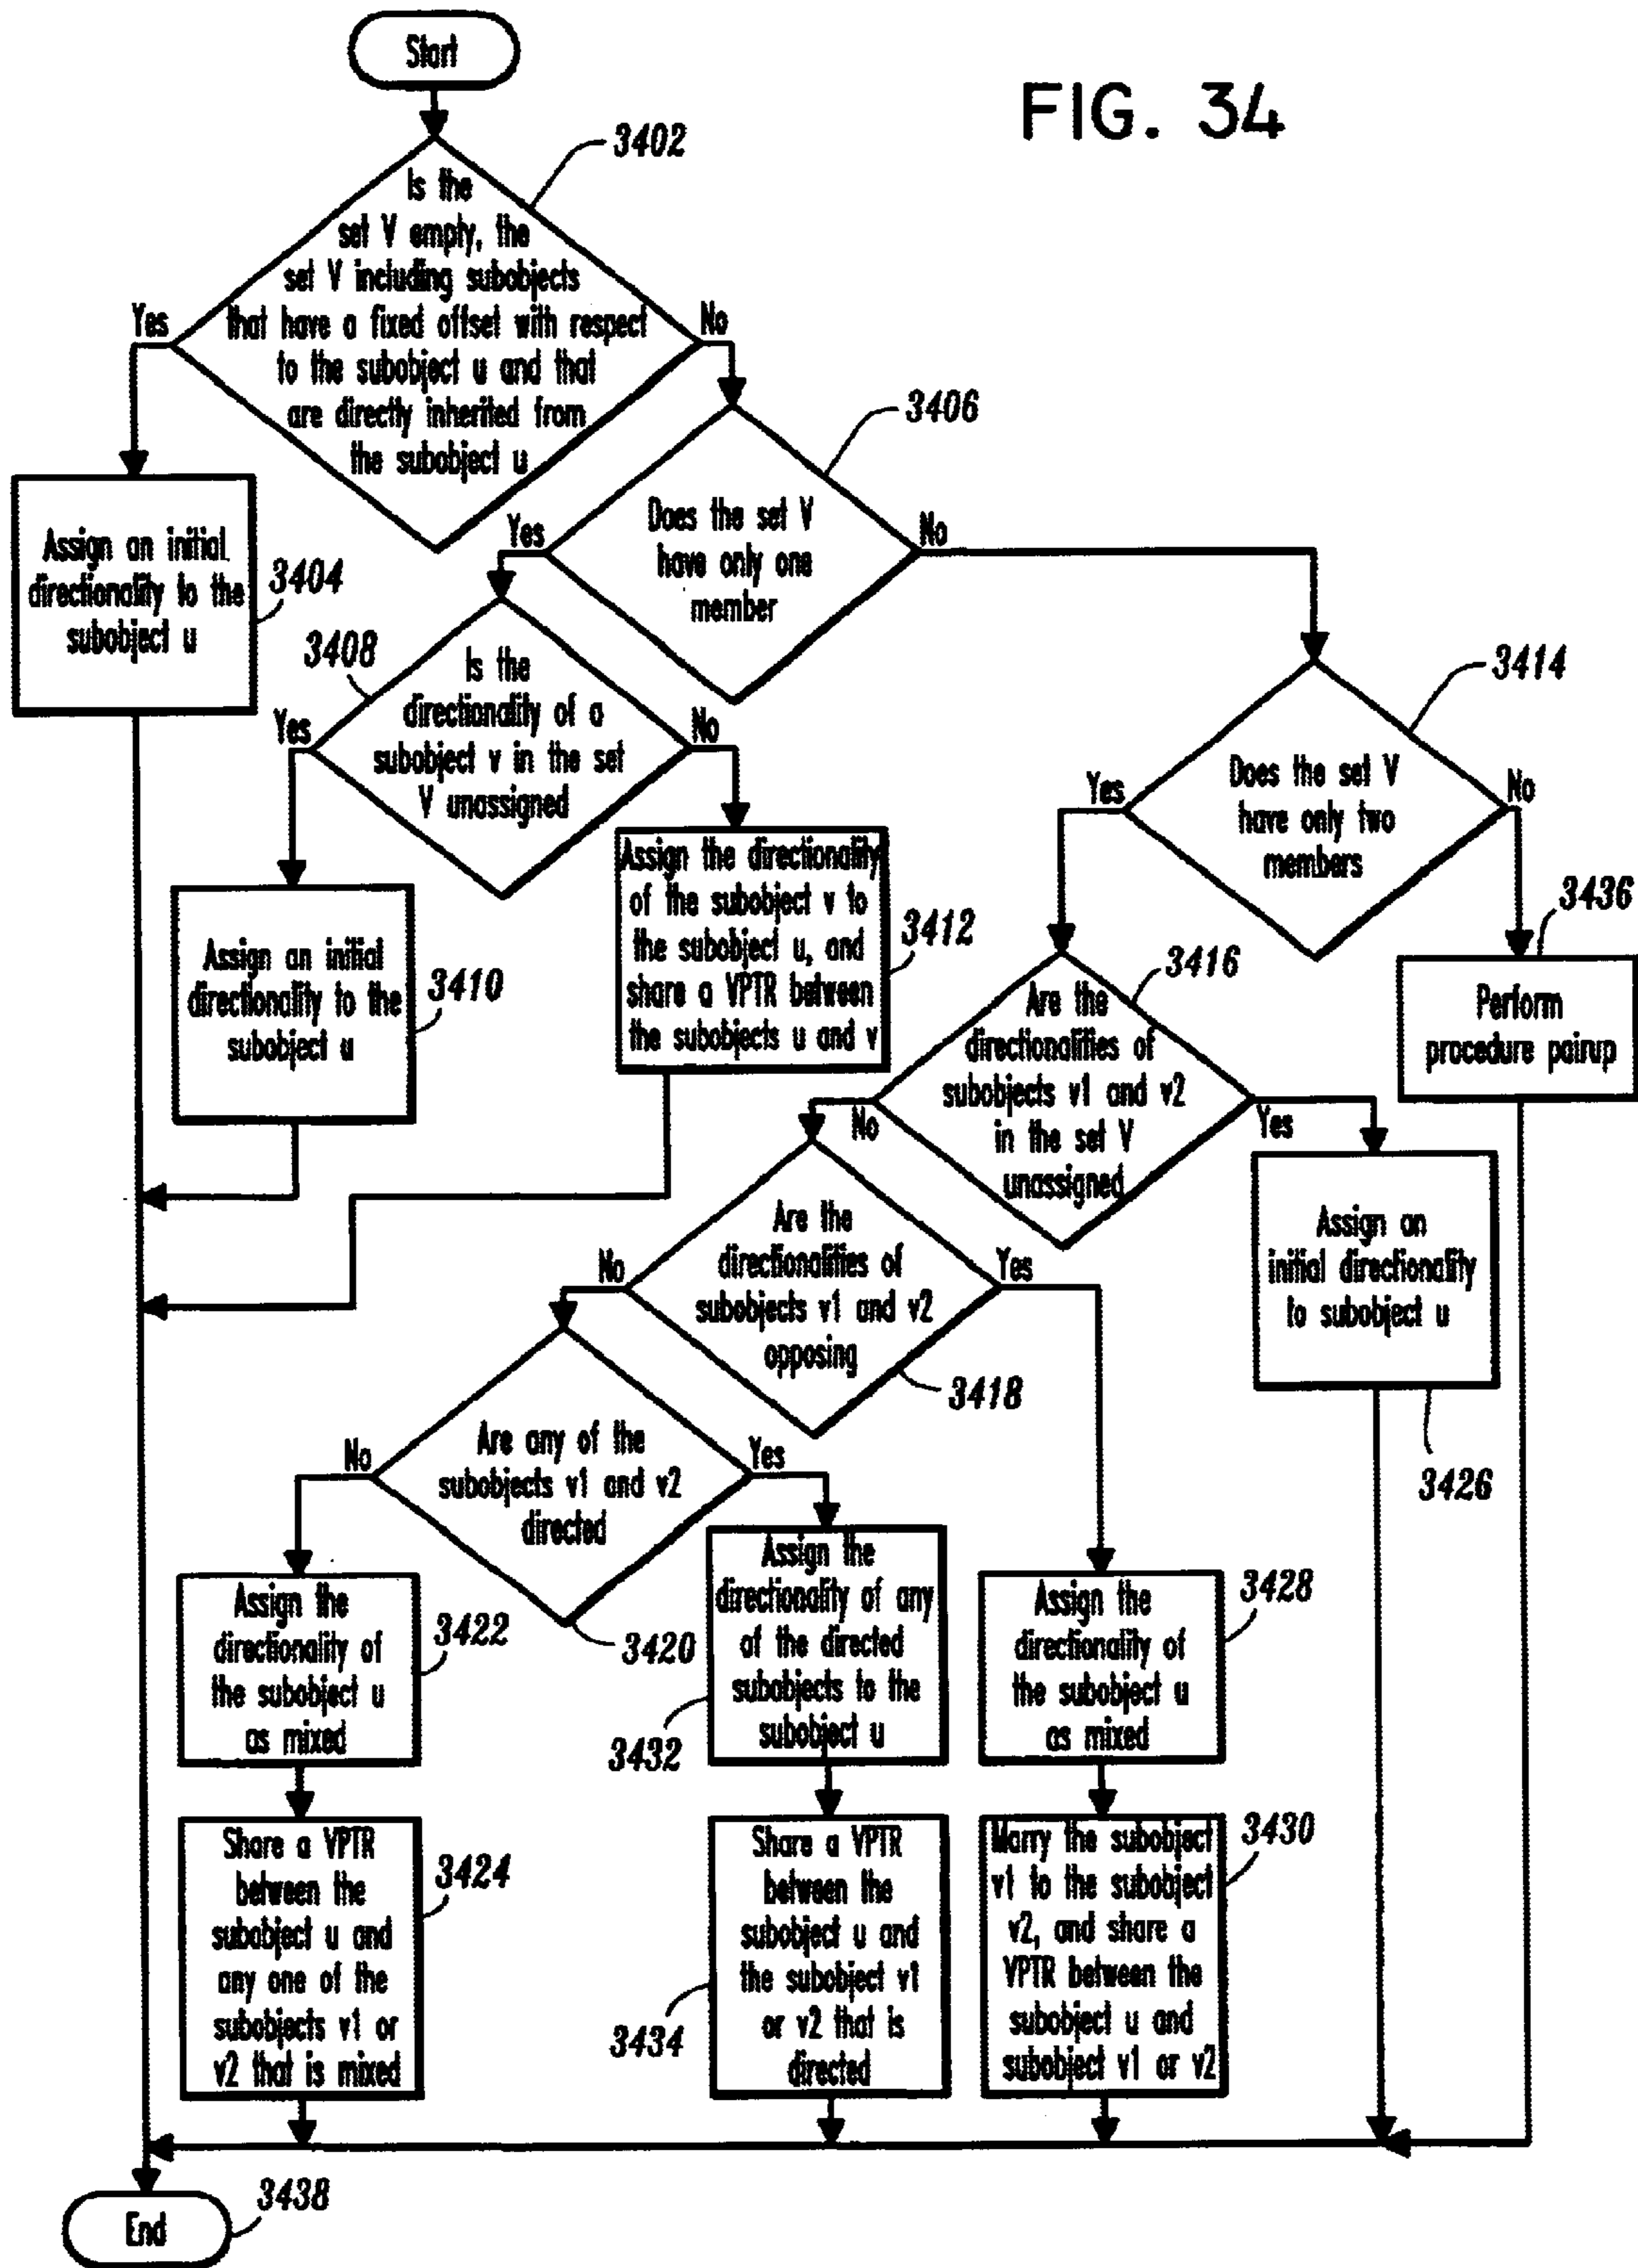 Start
FIG. 34
3402
Is the
set V empty, the
set V including subobjects
that have a fixed offset with respect
to the subobject u and that
are directly inherited from
the subobject u
Yes
No
3406
Does the set V
have only one
member
Yes
No
Assign an initial
directionality to the
subobject u
3404
3408
Is the
directionality of a
subobject v in the set
V unassigned
Yes
No
3414
Does the set V
have only two
members
Yes
No
Assign an initial
directionality to the
subobject u
3410
Assign the directionality
of the subobject v to
the subobject u, and
share a VPTR between
the subobjects u and v
3412
3436
Perform
procedure pairup
3416
Are the
directionalities of
subobjects v1 and v2
in the set V
unassigned
No
Yes
Assign an
initial directionality
to subobject u
3426
Are the
directionalities of
subobjects v1 and v2
opposing
No
Yes
3418
Are any of the
subobjects v1 and v2
directed
No
Yes
3420
Assign the
directionality of
the subobject u
as mixed
3422
Assign the
directionality of any
of the directed
subobjects to the
subobject u
3432
Assign the
directionality of
the subobject u
as mixed
3428
Share a VPTR
between the
subobject u and
any one of the
subobjects v1 or
v2 that is mixed
3424
Share a VPTR
between the
subobject u and
the subobject v1
or v2 that is
directed
3434
Marry the subobject
v1 to the subobject
v2, and share a
VPTR between the
subobject u and
subobject v1 or v2
3430
End
3438